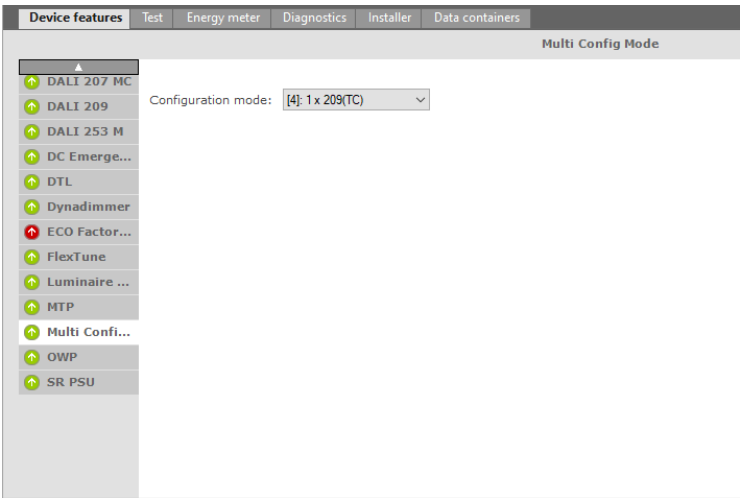 Device features Test Energy meter Diagnostics Installer Data containers
Multi Config Mode
DALI 207 MC
DALI 209
DALI 253 M
DC Emerge...
DTL
Dynadimmer
ECO Factor...
FlexTune
Luminaire ...
MTP
Multi Confi...
OWP
SR PSU
Configuration mode: [4]: 1 x 209(TC)